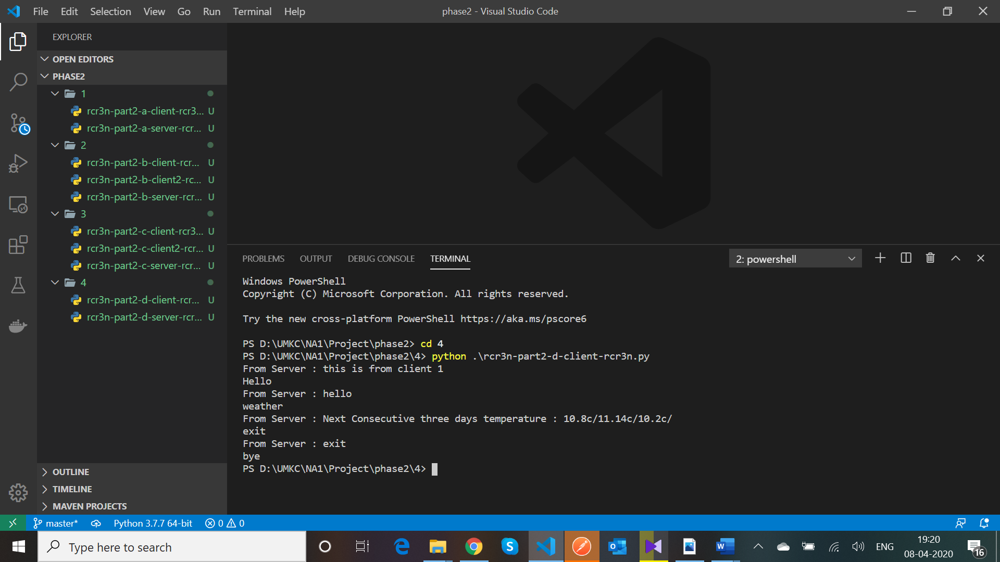 File Edit Selection View Go Run Terminal Help
phase2 - Visual Studio Code
EXPLORER
OPEN EDITORS
PHASE2
1
rcr3n-part2-a-client-rcr3... U
rcr3n-part2-a-server-rcr... U
2
rcr3n-part2-b-client-rcr... U
rcr3n-part2-b-client2-rc... U
rcr3n-part2-b-server-rcr... U
3
rcr3n-part2-c-client-rcr3... U
rcr3n-part2-c-client2-rcr... U
rcr3n-part2-c-server-rcr... U
4
rcr3n-part2-d-client-rcr... U
rcr3n-part2-d-server-rcr... U
OUTLINE
TIMELINE
MAVEN PROJECTS
PROBLEMS OUTPUT DEBUG CONSOLE TERMINAL
2: powershell
Windows PowerShell
Copyright (C) Microsoft Corporation. All rights reserved.
Try the new cross-platform PowerShell https://aka.ms/pscore6
PS D:\UMKC\NA1\Project\phase2> cd 4
PS D:\UMKC\NA1\Project\phase2\4> python .\rcr3n-part2-d-client-rcr3n.py
From Server : this is from client 1
Hello
From Server : hello
weather
From Server : Next Consecutive three days temperature : 10.8c/11.14c/10.2c/
exit
From Server : exit
bye
PS D:\UMKC\NA1\Project\phase2\4>
master* Python 3.7.7 64-bit 0 0
Type here to search
ENG
19:20
08-04-2020
16